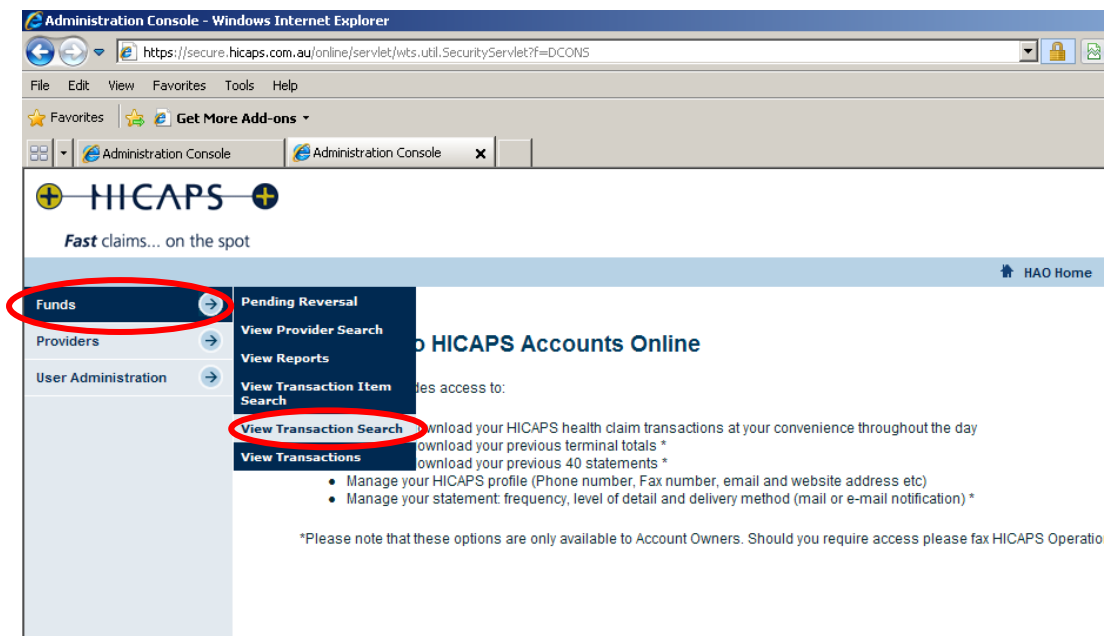 Administration Console - Windows Internet Explorer
https://secure.hicaps.com.au/online/servlet/wts.util.SecurityServlet?f=DCONS
File Edit View Favorites Tools Help
Favorites Get More Add-ons
Administration Console Administration Console
HICAPS
Fast claims... on the spot
HAO Home
Funds
Providers
User Administration
Pending Reversal
View Provider Search
View Reports
View Transaction Item
Search
View Transaction Search
View Transactions
HICAPS Accounts Online
access to:
your HICAPS health claim transactions at your convenience throughout the day
your previous terminal totals *
your previous 40 statements *
• Manage your HICAPS profile (Phone number, Fax number, email and website address etc)
• Manage your statement: frequency, level of detail and delivery method (mail or e-mail notification) *
*Please note that these options are only available to Account Owners. Should you require access please fax HICAPS Operatio